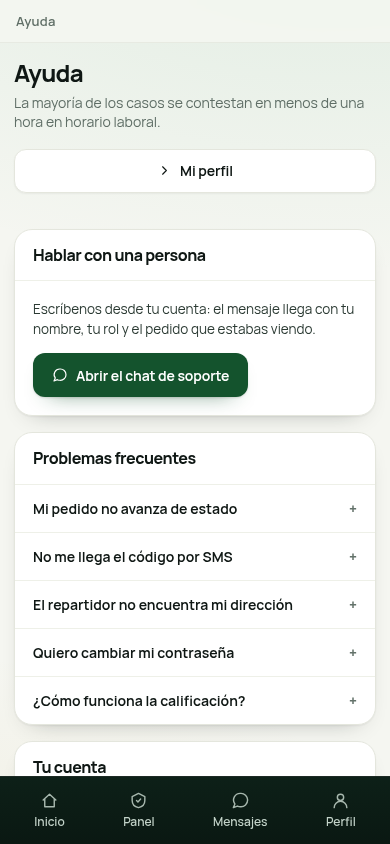 Ayuda
Ayuda
La mayoría de los casos se contestan en menos de una
hora en horario laboral.
Mi perfil
Hablar con una persona
Escríbenos desde tu cuenta: el mensaje llega con tu
nombre, tu rol y el pedido que estabas viendo.
Abrir el chat de soporte
Problemas frecuentes
Mi pedido no avanza de estado +
No me llega el código por SMS +
El repartidor no encuentra mi dirección +
Quiero cambiar mi contraseña +
¿Cómo funciona la calificación? +
Tu cuenta
Inicio Panel Mensajes Perfil